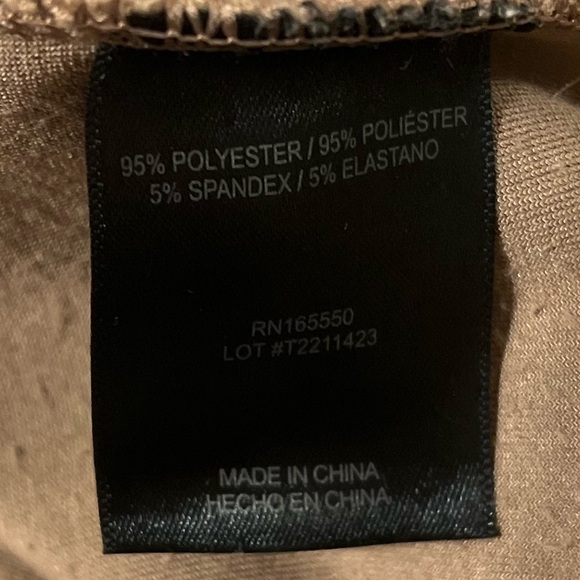 95% POLYESTER / 95% POLIÉSTER
5% SPANDEX / 5% ELASTANO
RN165550
LOT #T2211423
MADE IN CHINA
HECHO EN CHINA